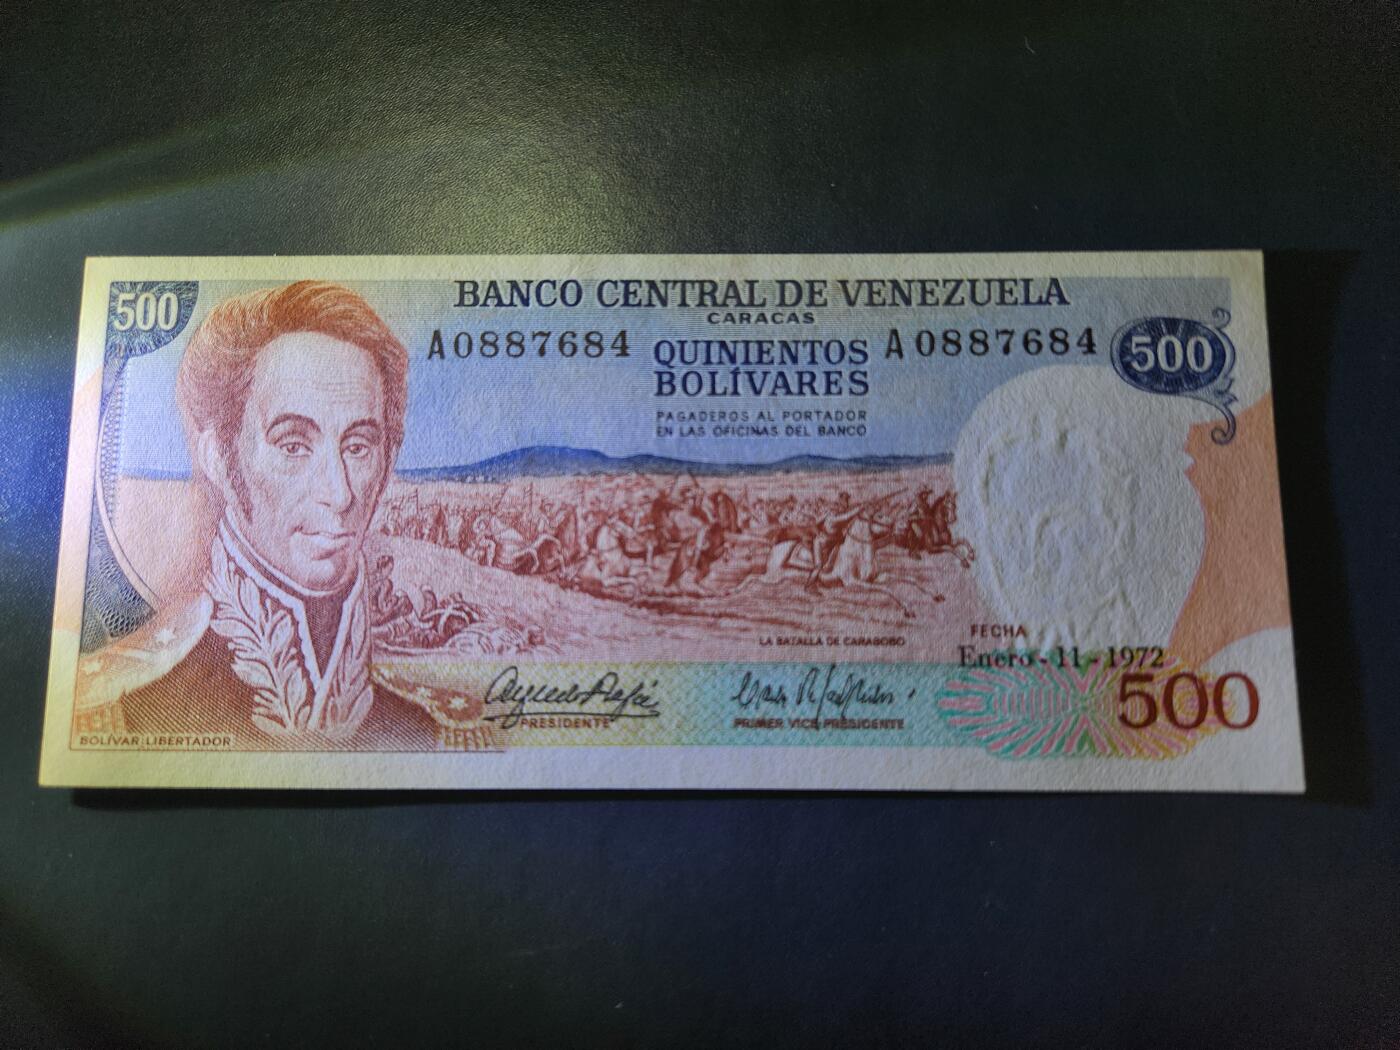 500
BANCO CENTRAL DE VENEZUELA
CARACAS
A0887684
A0887684
QUINIENTOS
BOLÍVARES
500
PAGADEROS AL PORTADOR
EN LAS OFICINAS DEL BANCO
LA BATALLA DE CARABOBO
FECHA
Enero - 11 - 1972
500
PRESIDENTE
PRIMER VICE PRESIDENTE
BOLÍVAR LIBERTADOR